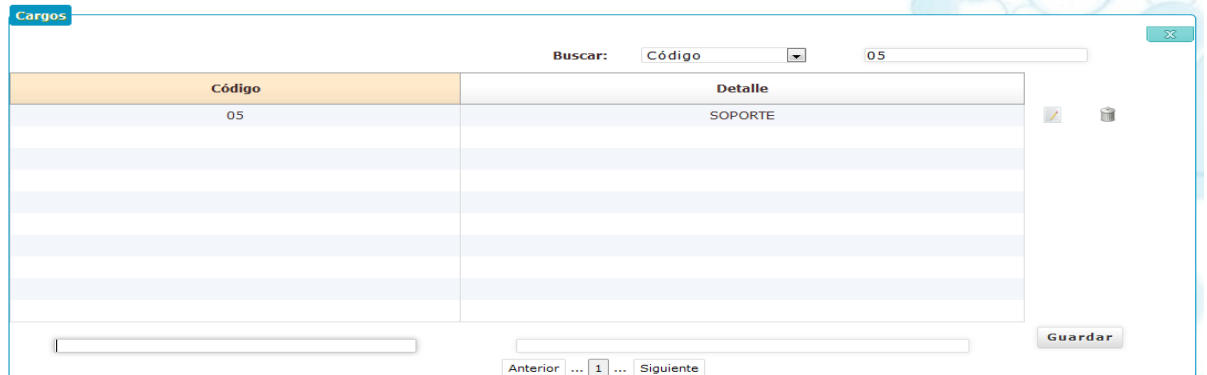 Cargos
x
Buscar: Código 05
Código Detalle
05 SOPORTE
Guardar
Anterior ... 1 ... Siguiente